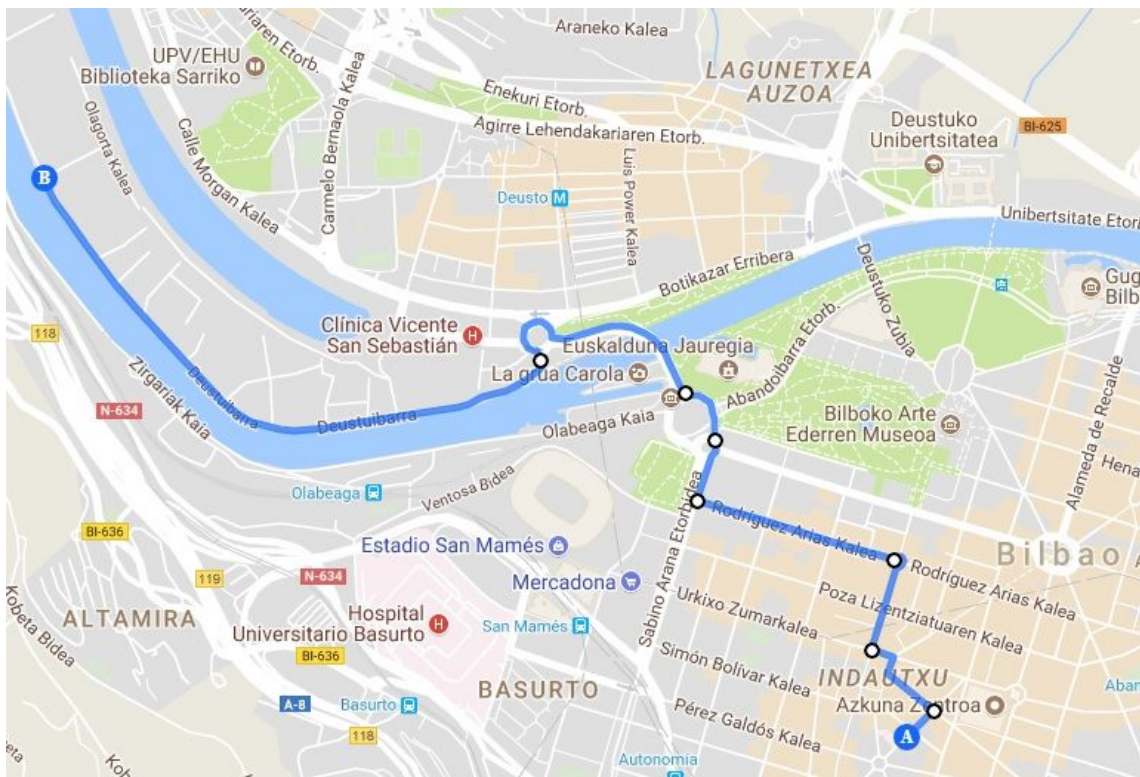 Araneko Kalea
UPV/EHU
Biblioteka Sarriko
Etorb.
LAGUNETXEA
AUZOA
Enekuri Etorb.
Agirre Lehendakariaren Etorb.
Deustuko
Unibertsitatea
BI-625
Olagorta Kalea
Calle Morgan Kalea
Carmelo Bernaola Kalea
Luis Power Kalea
B
Deusto M
Unibertsitate Etorb
Botikazar Erribera
Deustuko Zubia
Gug
Bilb
Clínica Vicente
San Sebastián
H
Euskalduna Jauregia
La grúa Carola
Abandoibarra Etorb.
118
Zirgariak Kaia
Deustuibarra
Deustuibarra
N-634
Olabeaga Kaia
Bilboko Arte
Ederren Museoa
Alameda de Recalde
Hena
Olabeaga
Ventosa Bidea
Sabino Arana Etorbidea
Rodríguez Arias Kalea
BI-636
Estadio San Mamés
Bilbao
Rodríguez Arias Kalea
N-634
119
Mercadona
Poza Lizentziatuaren Kalea
Kobeta Bidea
ALTAMIRA
Hospital
Universitario Basurto
H
San Mamés
Urkixo Zumarkalea
Simón Bolívar Kalea
BI-636
INDAUTXU
BASURTO
Aban
A-8
Basurto
Azkuna Zentroa
Pérez Galdós Kalea
A
118
Autonomía